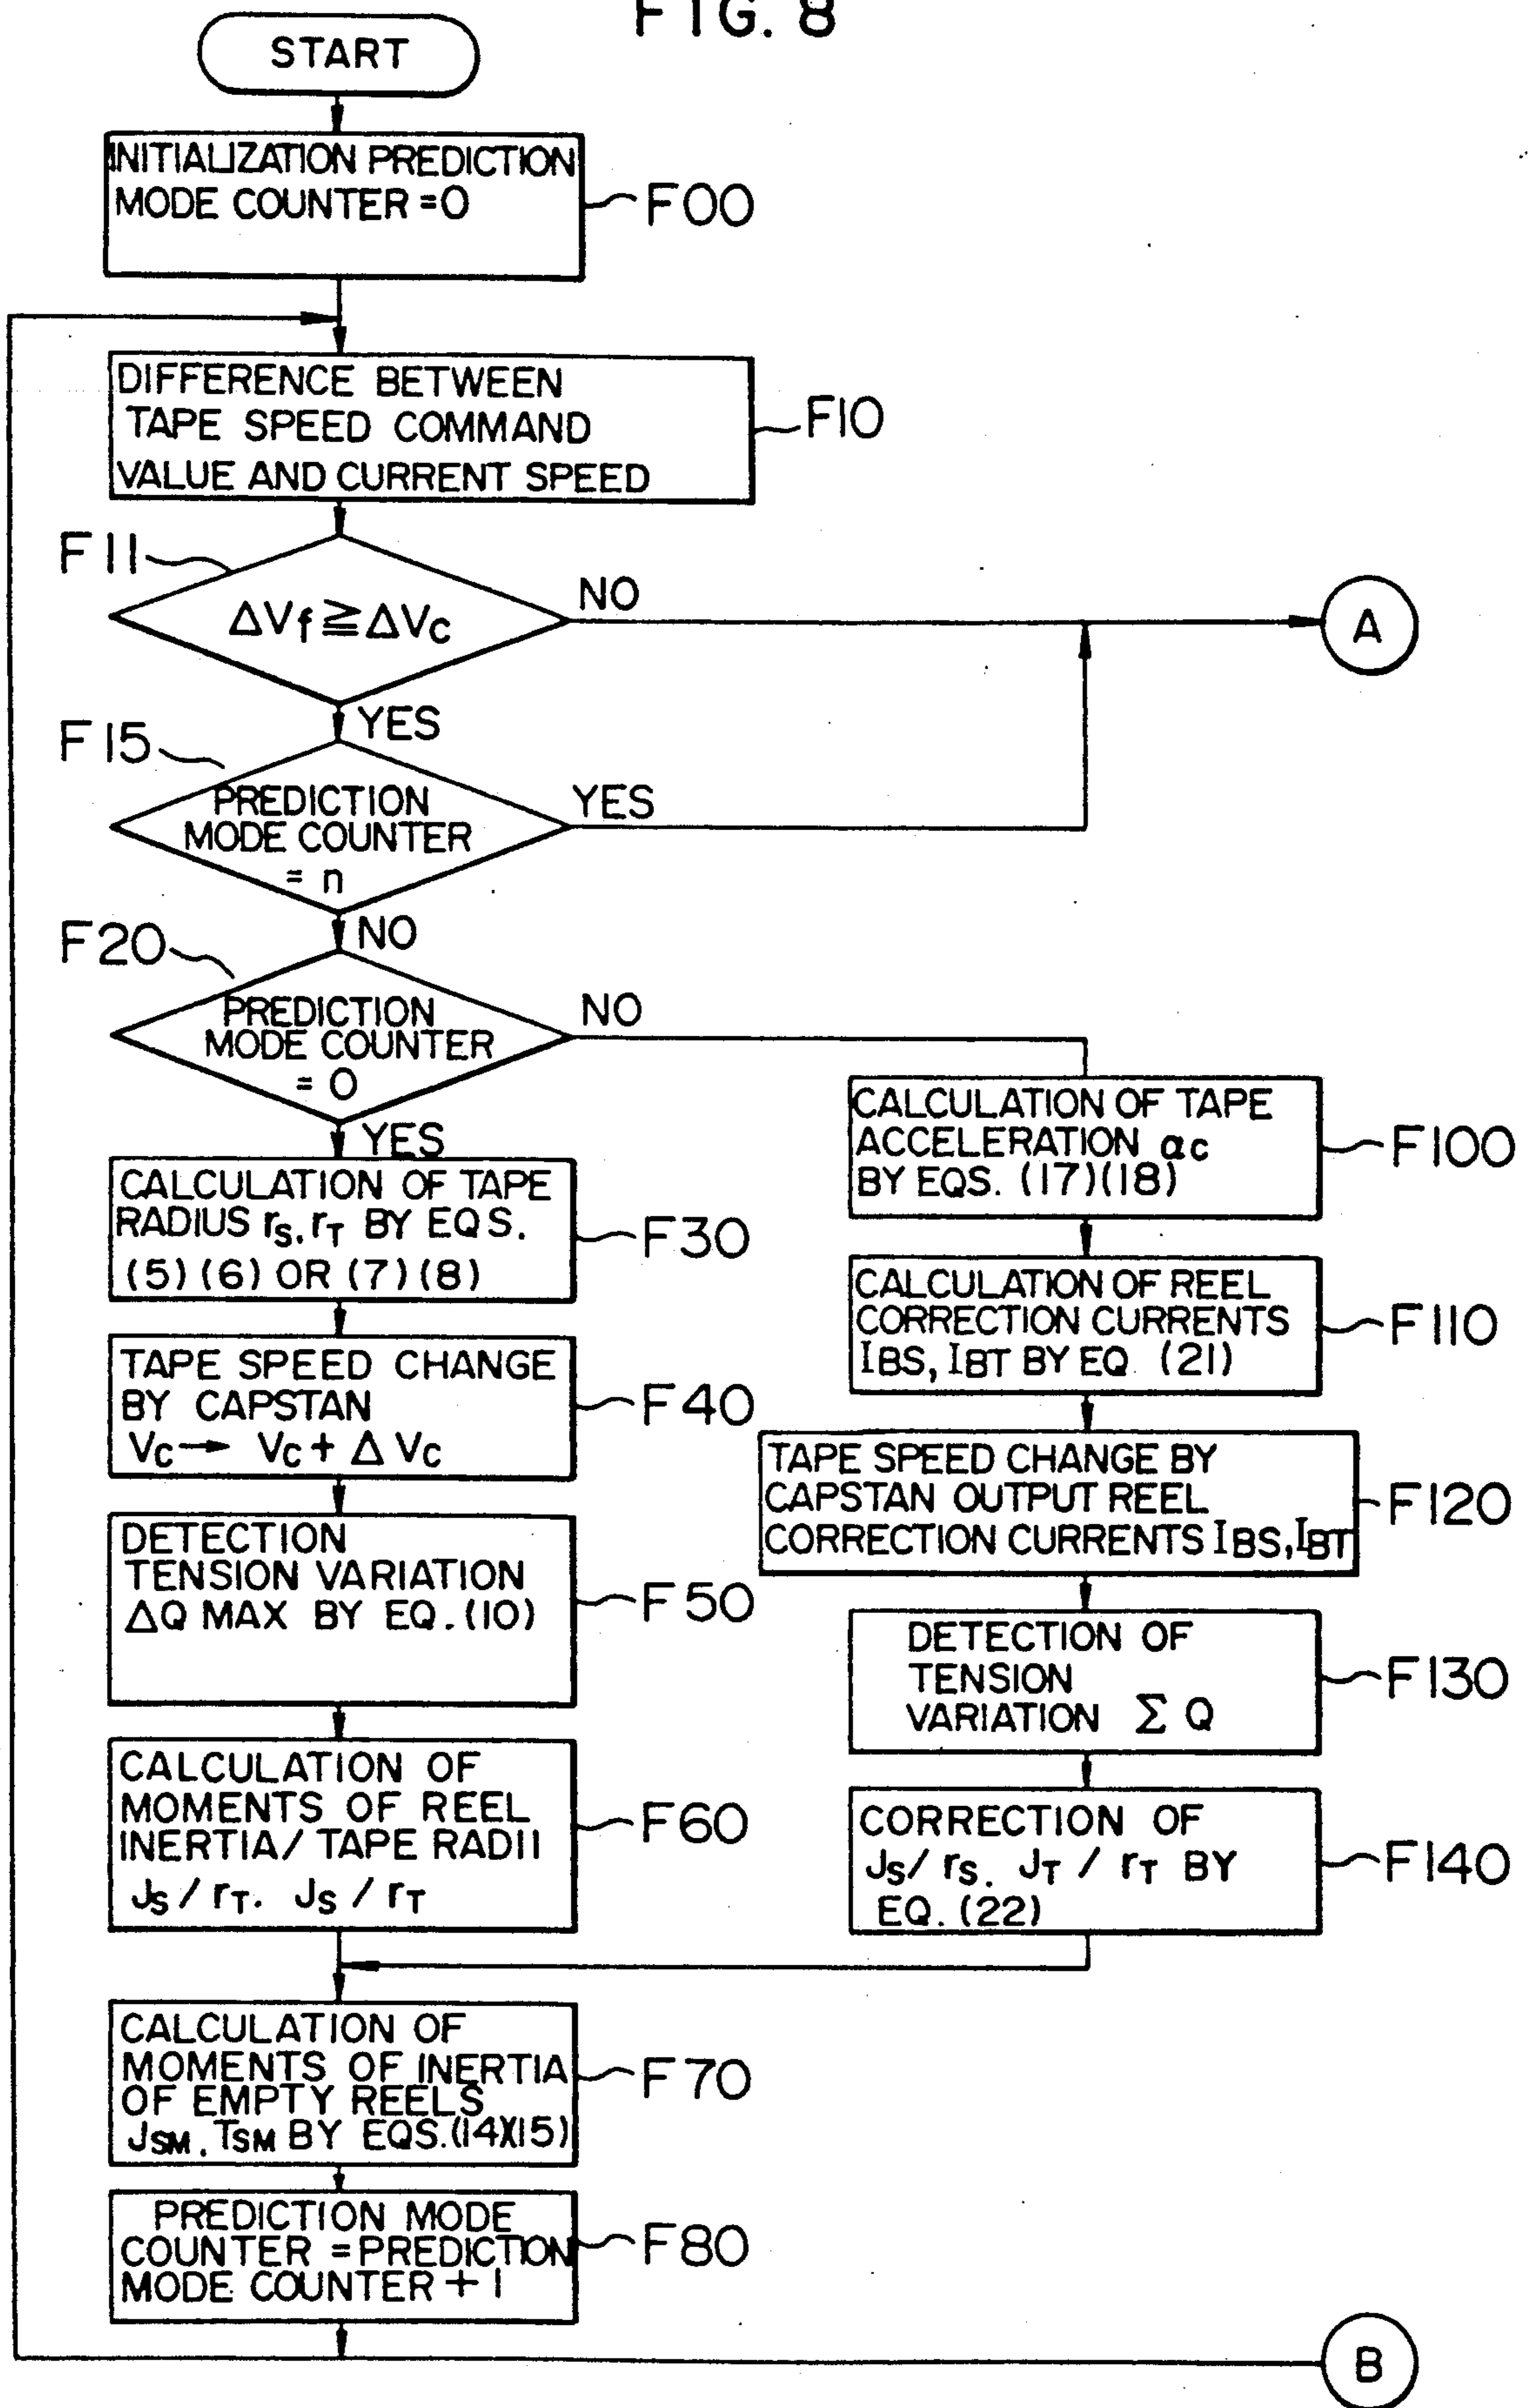 FIG. 8
START
INITIALIZATION PREDICTION
MODE COUNTER = 0
F00
DIFFERENCE BETWEEN
TAPE SPEED COMMAND
VALUE AND CURRENT SPEED
F10
F11
ΔVf ≧ ΔVc
NO
A
YES
F15
PREDICTION
MODE COUNTER
= n
YES
NO
F20
PREDICTION
MODE COUNTER
= 0
NO
YES
CALCULATION OF TAPE
RADIUS rS. rT BY EQS.
(5) (6) OR (7) (8)
F30
TAPE SPEED CHANGE
BY CAPSTAN
Vc → Vc + Δ Vc
F40
DETECTION
TENSION VARIATION
ΔQ MAX BY EQ. (10)
F50
CALCULATION OF
MOMENTS OF REEL
INERTIA / TAPE RADII
JS / rT. JS / rT
F60
CALCULATION OF TAPE
ACCELERATION αc
BY EQS. (17)(18)
F100
CALCULATION OF REEL
CORRECTION CURRENTS
IBS, IBT BY EQ (21)
F110
TAPE SPEED CHANGE BY
CAPSTAN OUTPUT REEL
CORRECTION CURRENTS IBS, IBT
F120
DETECTION OF
TENSION
VARIATION Σ Q
F130
CORRECTION OF
JS / rS. JT / rT BY
EQ. (22)
F140
CALCULATION OF
MOMENTS OF INERTIA
OF EMPTY REELS
JSM. TSM BY EQS.(14)(15)
F70
PREDICTION MODE
COUNTER = PREDICTION
MODE COUNTER + 1
F80
B